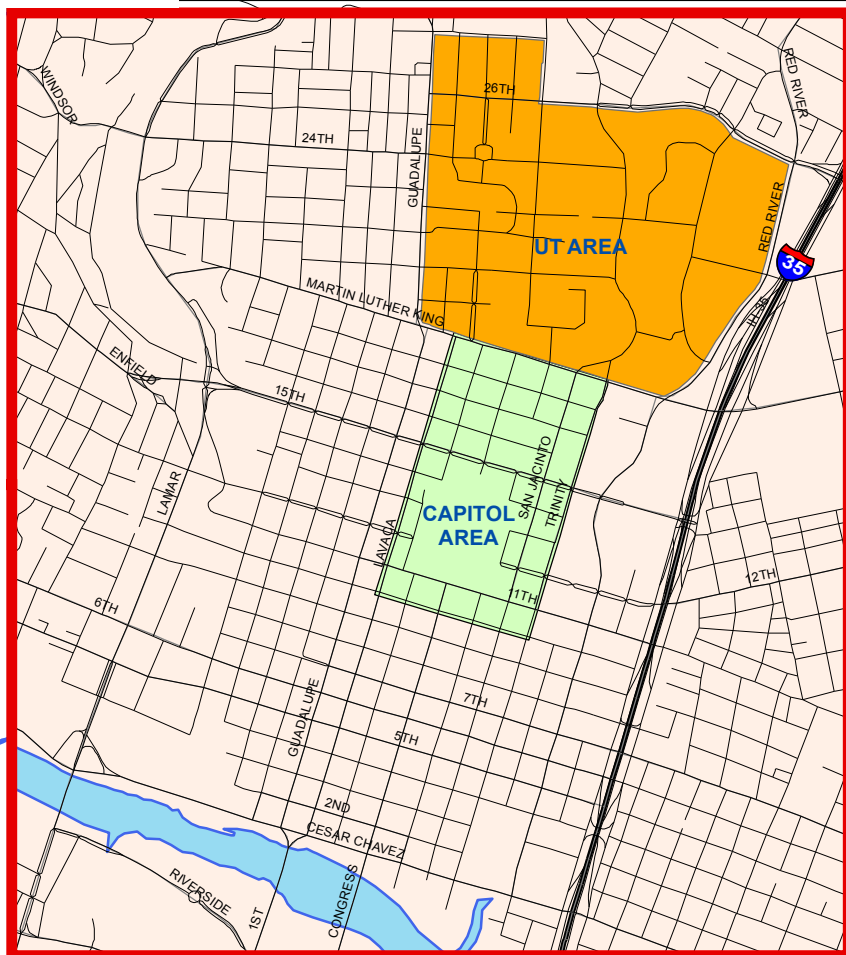 WINDSOR
RED RIVER
26TH
24TH
GUADALUPE
RED RIVER
UT AREA
35
MARTIN LUTHER KING
IH-35
ENFIELD
15TH
SAN JACINTO
LAMAR
TRINITY
CAPITOL
AREA
LAVACA
12TH
11TH
6TH
7TH
GUADALUPE
5TH
2ND
CESAR CHAVEZ
RIVERSIDE
CONGRESS
1ST